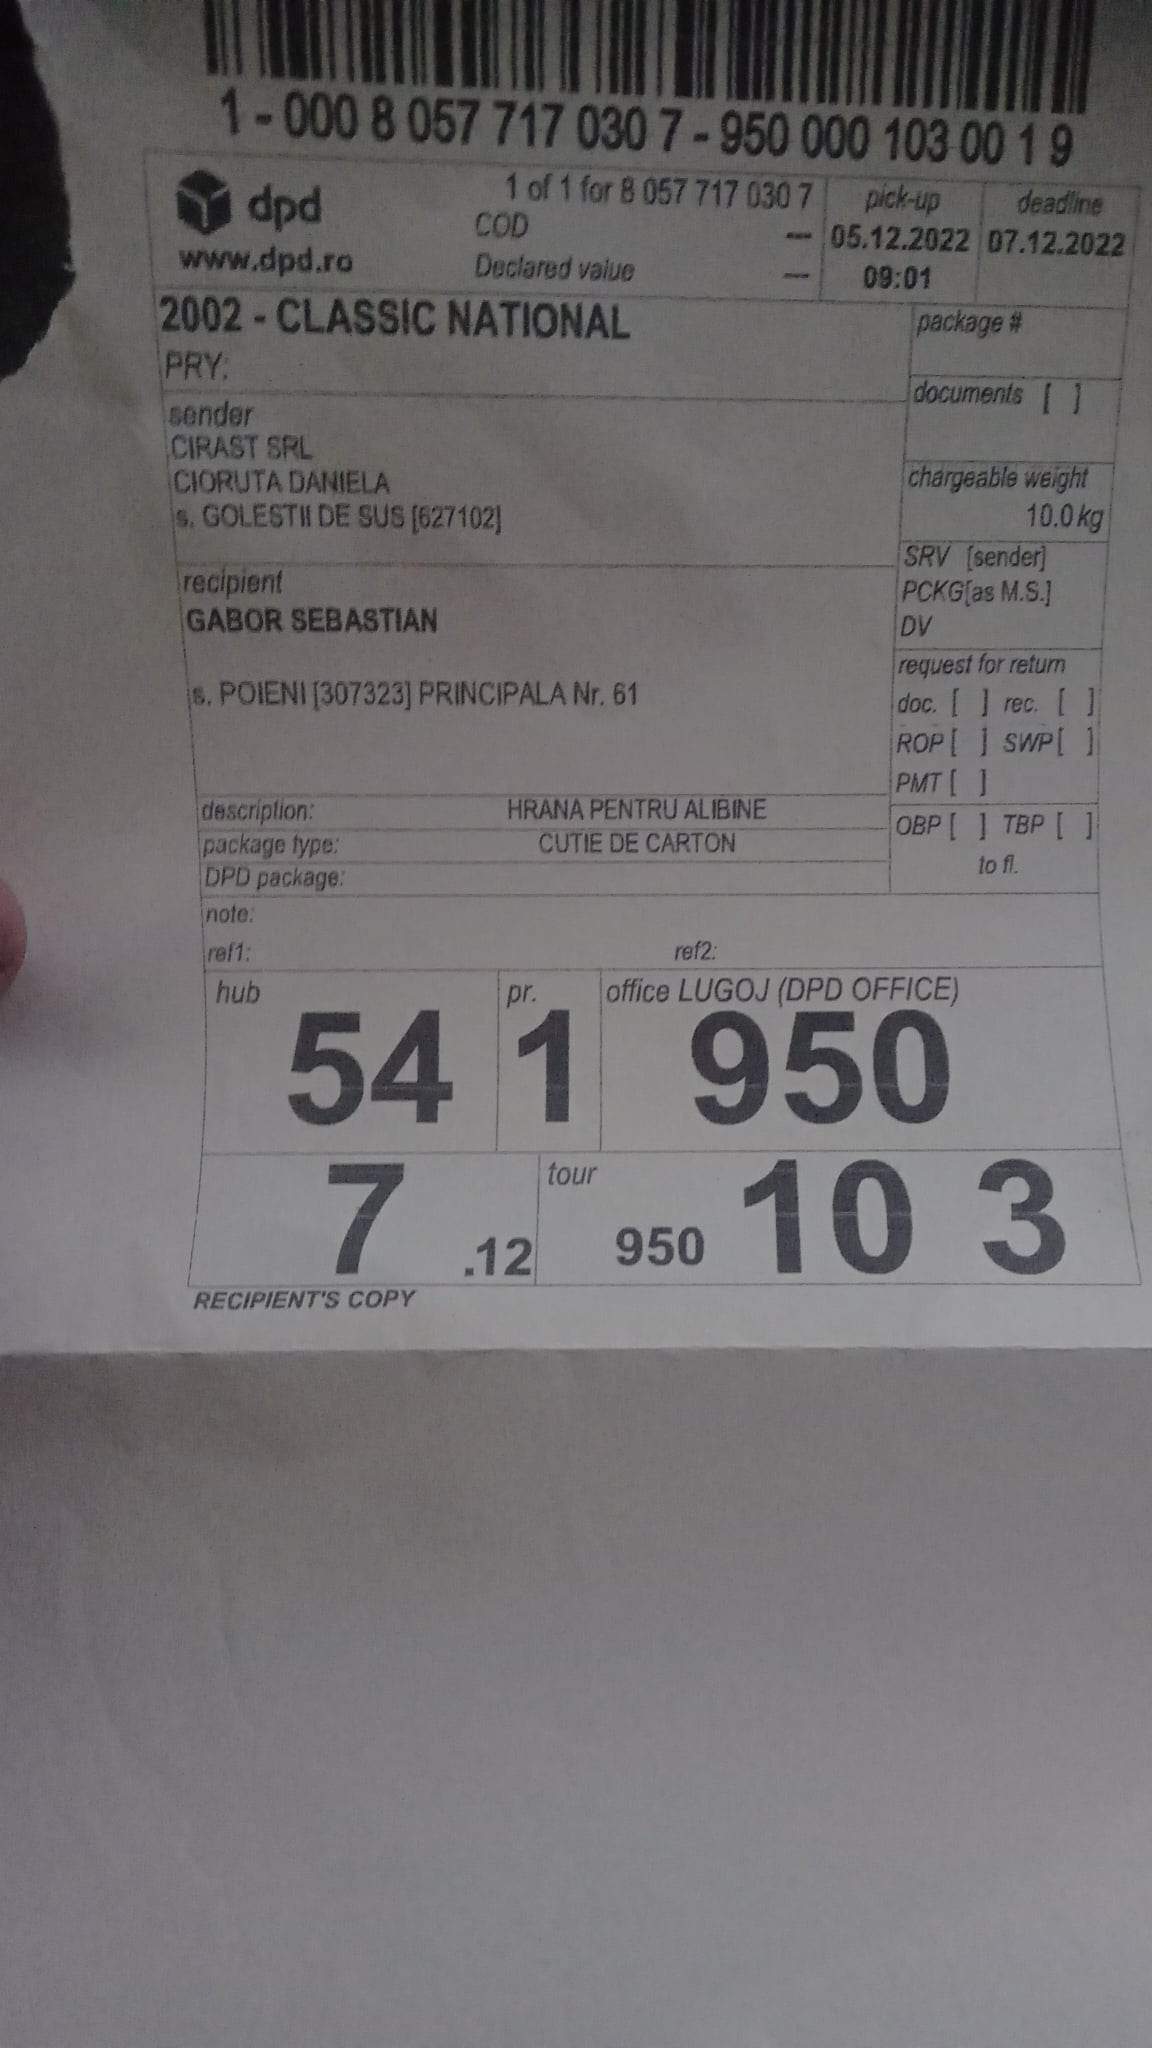 1 - 000 8 057 717 030 7 - 950 000 103 00 1 9
dpd
www.dpd.ro
1 of 1 for 8 057 717 030 7
COD ---
Declared value ---
pick-up
05.12.2022
09:01
deadline
07.12.2022
2002 - CLASSIC NATIONAL
PRY:
package #
documents [ ]
sender
CIRAST SRL
CIORUTA DANIELA
s. GOLESTII DE SUS [627102]
chargeable weight
10.0 kg
SRV [sender]
PCKG[as M.S.]
DV
recipient
GABOR SEBASTIAN
s. POIENI [307323] PRINCIPALA Nr. 61
request for return
doc. [ ] rec. [ ]
ROP [ ] SWP [ ]
PMT [ ]
OBP [ ] TBP [ ]
to fl.
description: HRANA PENTRU ALIBINE
package type: CUTIE DE CARTON
DPD package:
note:
ref1: ref2:
hub
54
pr.
1
office LUGOJ (DPD OFFICE)
950
7 .12
tour
950 10 3
RECIPIENT'S COPY